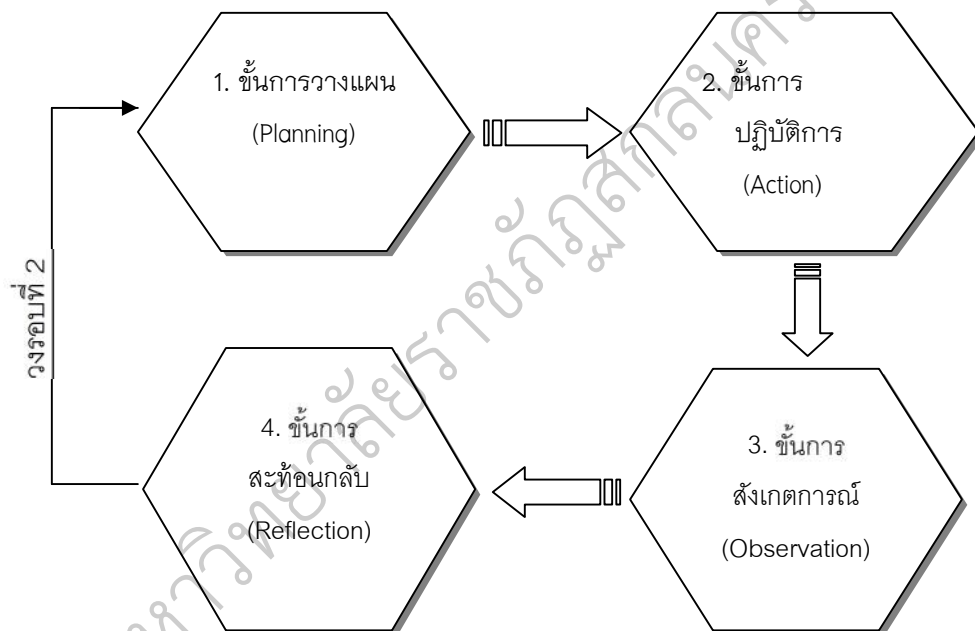 1. ขั้นการวางแผน
(Planning)
2. ขั้นการ
ปฏิบัติการ
(Action)
3. ขั้นการ
สังเกตการณ์
(Observation)
4. ขั้นการ
สะท้อนกลับ
(Reflection)
วงรอบที่ 2